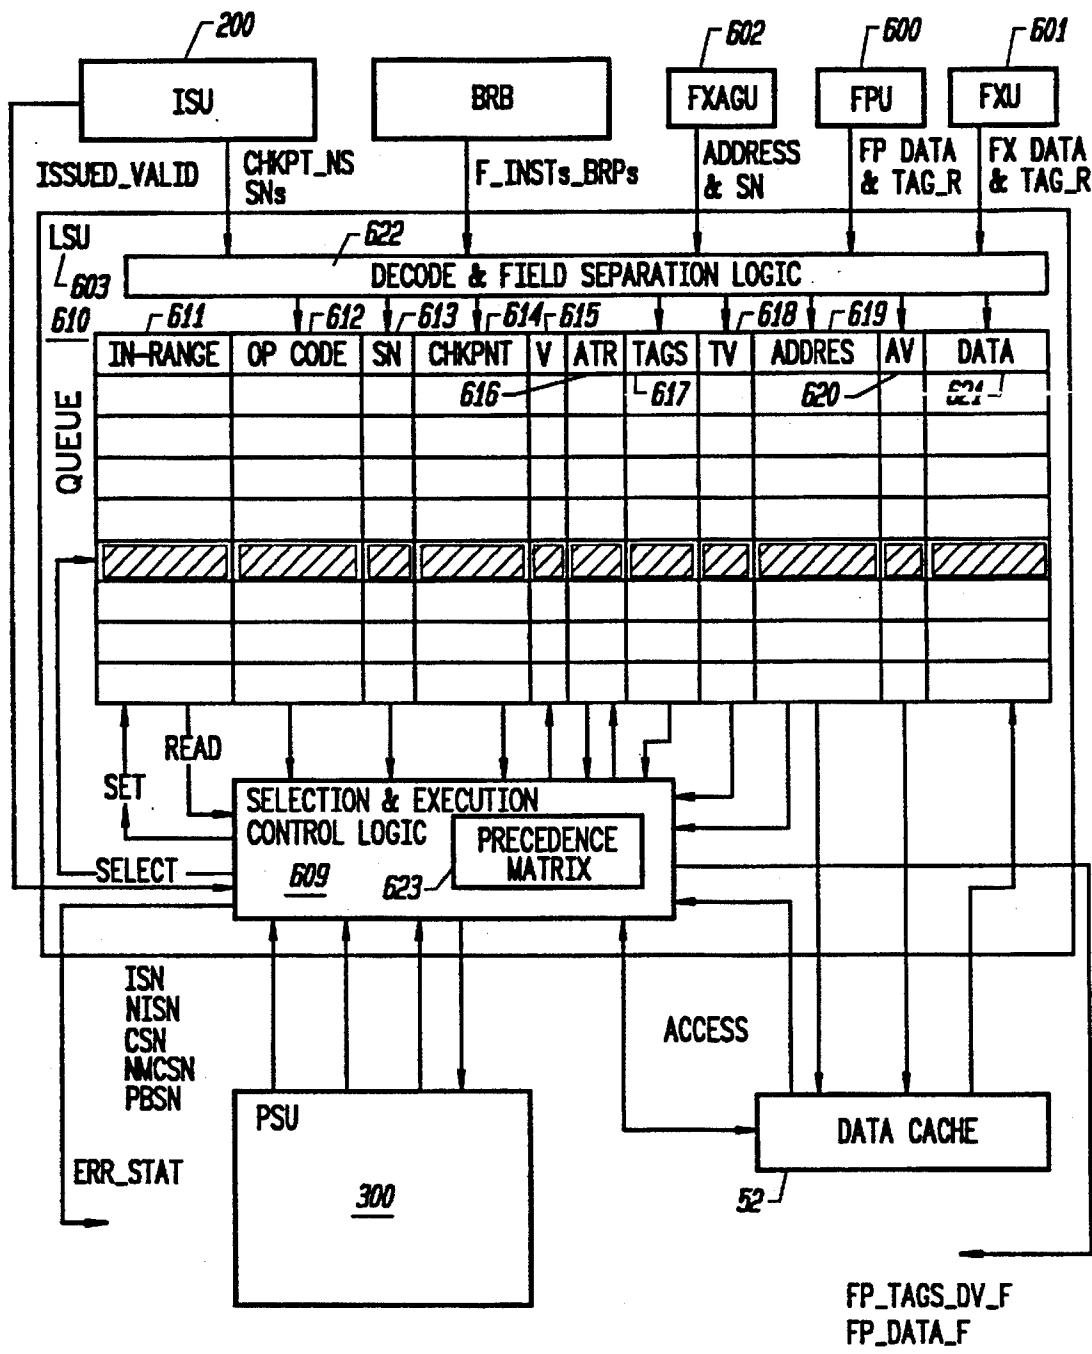 200
602
600
601
ISU
BRB
FXAGU
FPU
FXU
ISSUED_VALID
CHKPT_NS
SNs
F_INSTs_BRPs
ADDRESS
& SN
FP DATA
& TAG_R
FX DATA
& TAG_R
LSU
603
622
DECODE & FIELD SEPARATION LOGIC
610
611
612
613
614
615
618
619
IN-RANGE
OP CODE
SN
CHKPNT
V
ATR
TAGS
TV
ADDRES
AV
DATA
616
617
620
621
QUEUE
READ
SET
SELECT
SELECTION & EXECUTION
CONTROL LOGIC
609
623
PRECEDENCE
MATRIX
ISN
NISN
CSN
NMCSN
PBSN
ERR_STAT
ACCESS
PSU
300
DATA CACHE
52
FP_TAGS_DV_F
FP_DATA_F